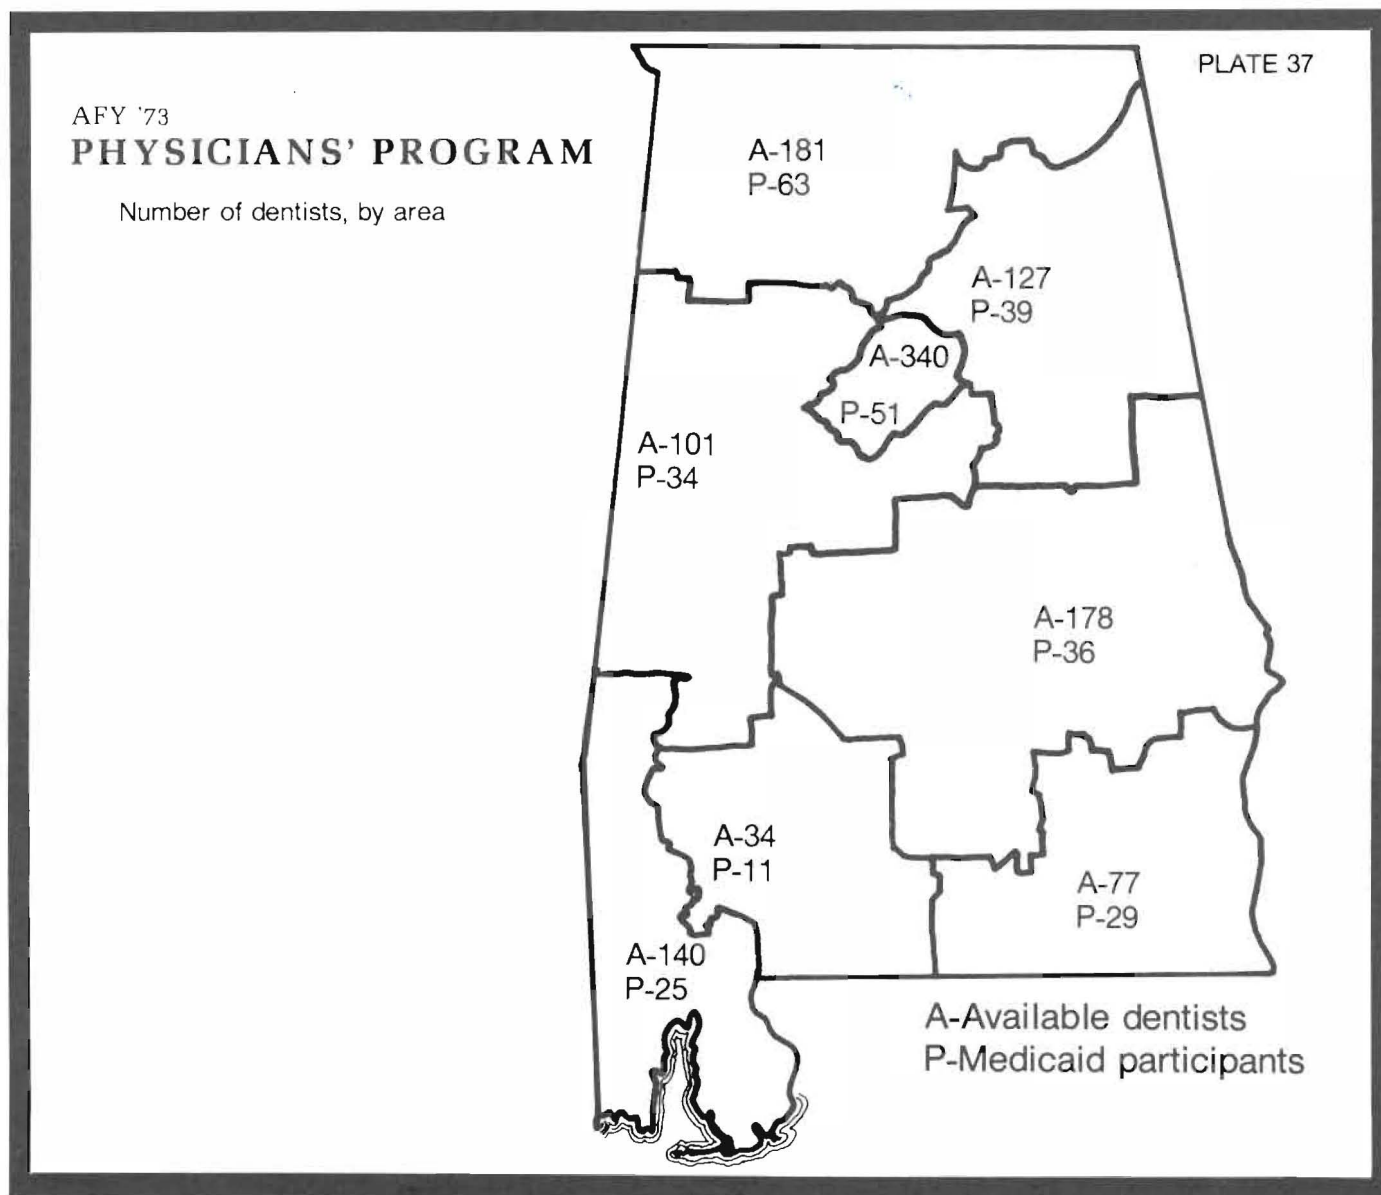 PLATE 37
AFY '73
PHYSICIANS' PROGRAM
Number of dentists, by area
A-181
P-63
A-127
P-39
A-340
P-51
A-101
P-34
A-178
P-36
A-34
P-11
A-77
P-29
A-140
P-25
A-Available dentists
P-Medicaid participants